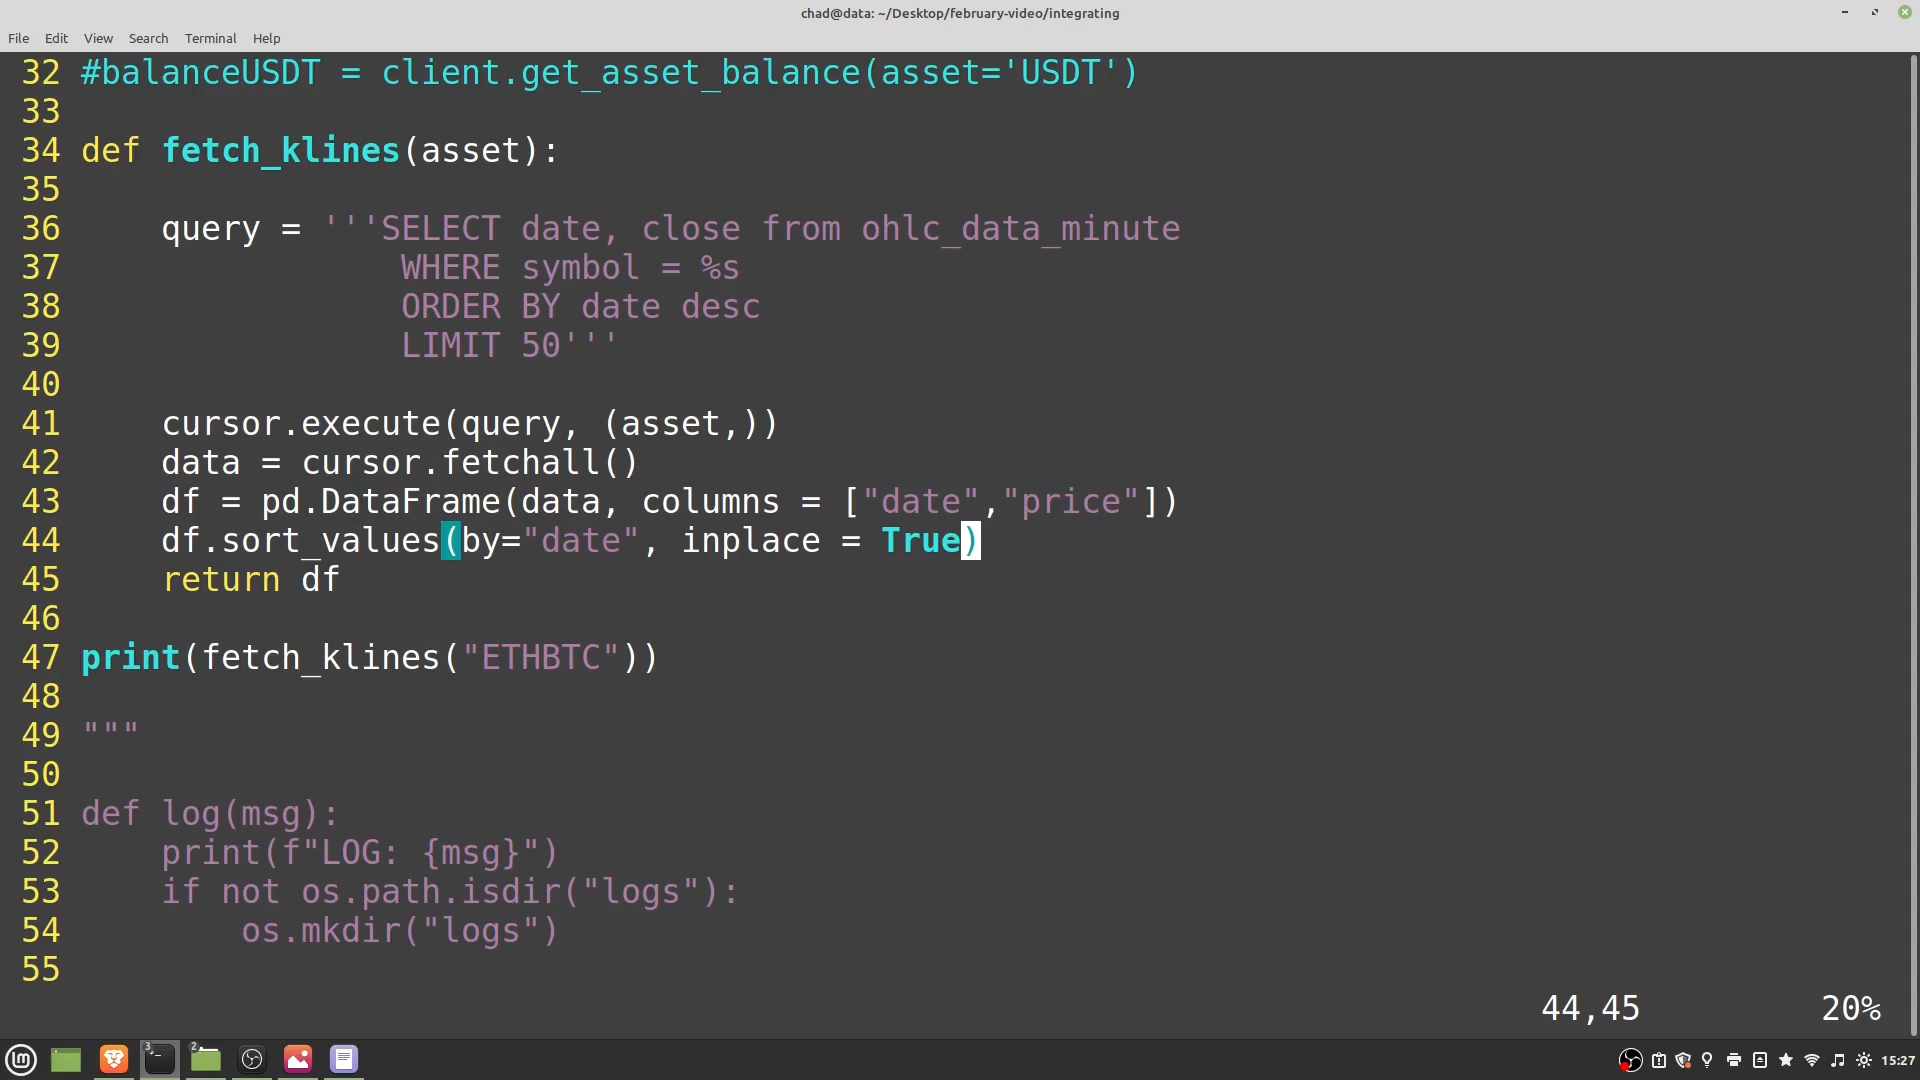 chad@data: ~/Desktop/february-video/integrating
File Edit View Search Terminal Help
32 #balanceUSDT = client.get_asset_balance(asset='USDT')
33
34 def fetch_klines(asset):
35
36     query = '''SELECT date, close from ohlc_data_minute
37                 WHERE symbol = %s
38                 ORDER BY date desc
39                 LIMIT 50'''
40
41     cursor.execute(query, (asset,))
42     data = cursor.fetchall()
43     df = pd.DataFrame(data, columns = ["date","price"])
44     df.sort_values(by="date", inplace = True)
45     return df
46
47 print(fetch_klines("ETHBTC"))
48
49 """
50
51 def log(msg):
52     print(f"LOG: {msg}")
53     if not os.path.isdir("logs"):
54         os.mkdir("logs")
55
44,45 20%
3 2 15:27